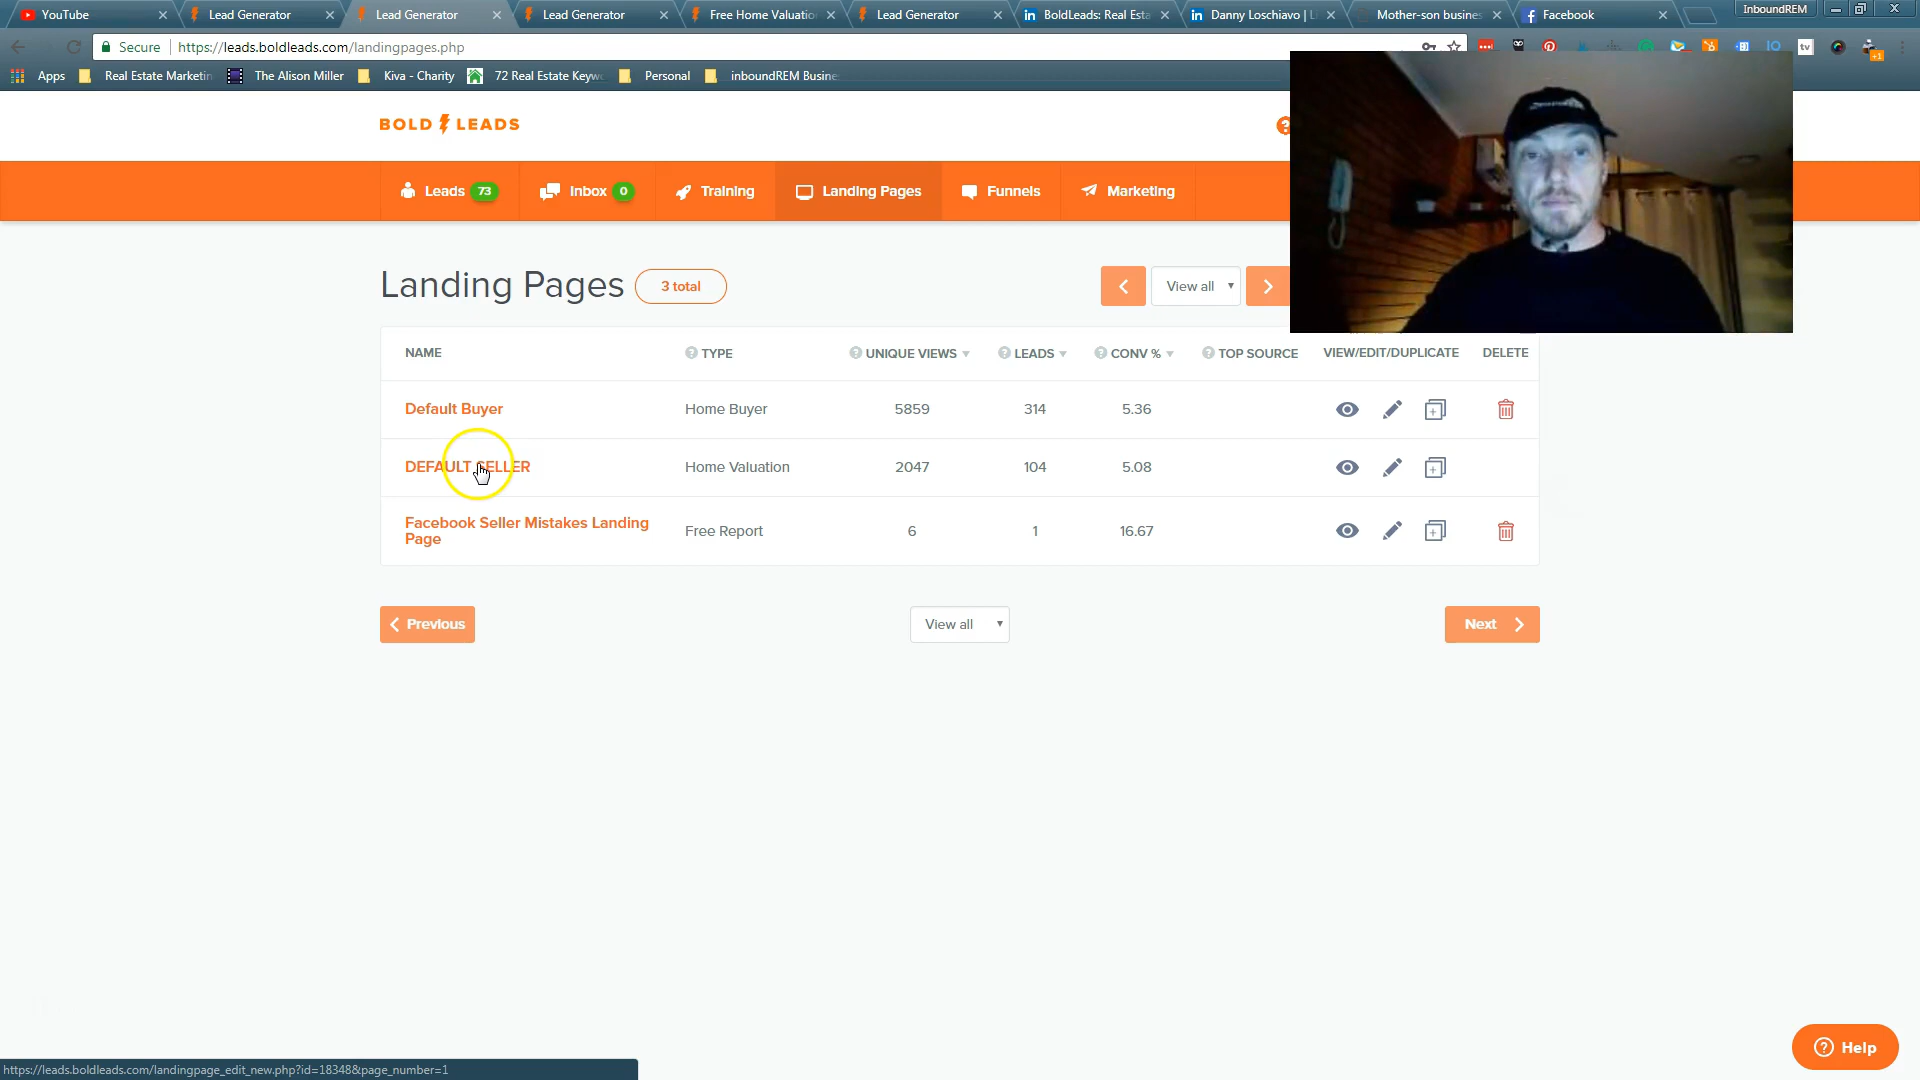 YouTube
Lead Generator
Lead Generator
Lead Generator
Free Home Valuatio
Lead Generator
BoldLeads: Real Esta
Danny Loschiavo | L
Mother-son busines
Facebook
InboundREM
Secure
https://leads.boldleads.com/landingpages.php
Apps
Real Estate Marketin
The Alison Miller
Kiva - Charity
72 Real Estate Keyw
Personal
inboundREM Busine
BOLD LEADS
Leads 73
Inbox 0
Training
Landing Pages
Funnels
Marketing
Landing Pages
3 total
View all
NAME
TYPE
UNIQUE VIEWS
LEADS
CONV %
TOP SOURCE
VIEW/EDIT/DUPLICATE
DELETE
Default Buyer
Home Buyer
5859
314
5.36
DEFAULT SELLER
Home Valuation
2047
104
5.08
Facebook Seller Mistakes Landing
Page
Free Report
6
1
16.67
Previous
View all
Next
Help
https://leads.boldleads.com/landingpage_edit_new.php?id=18348&page_number=1